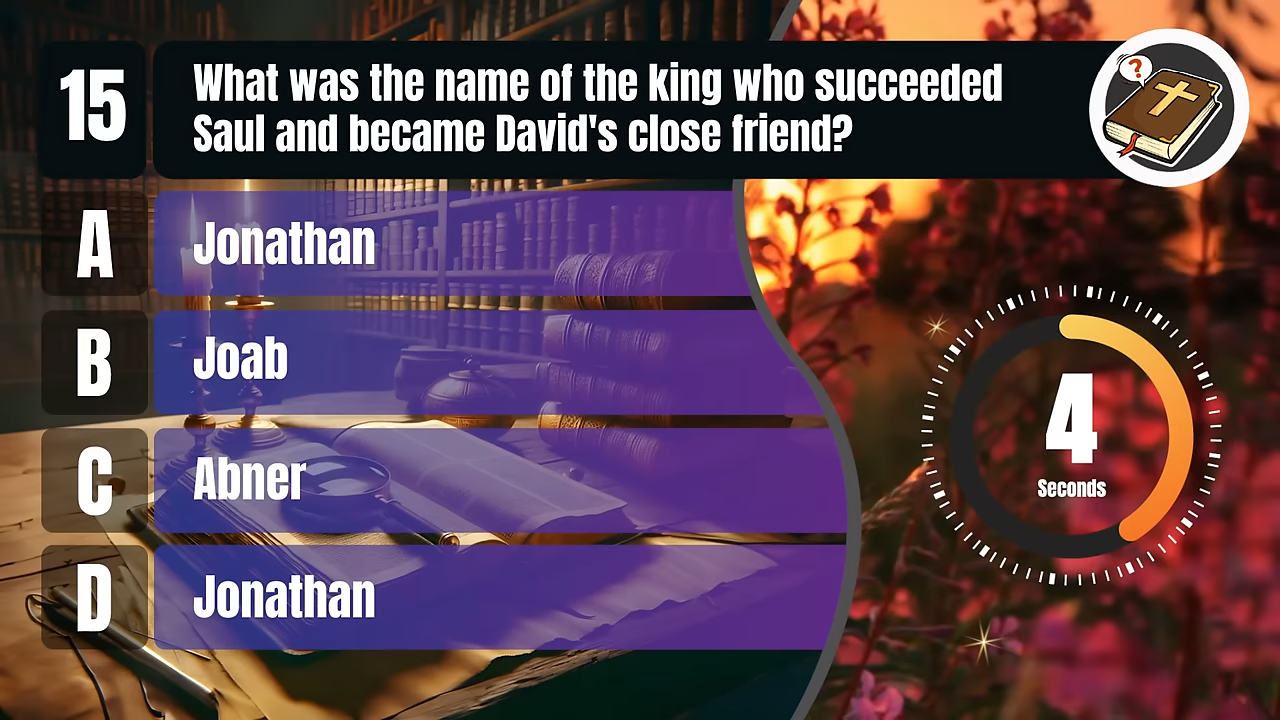 15
What was the name of the king who succeeded
Saul and became David's close friend?
A
Jonathan
B
Joab
C
Abner
D
Jonathan
4
Seconds
?